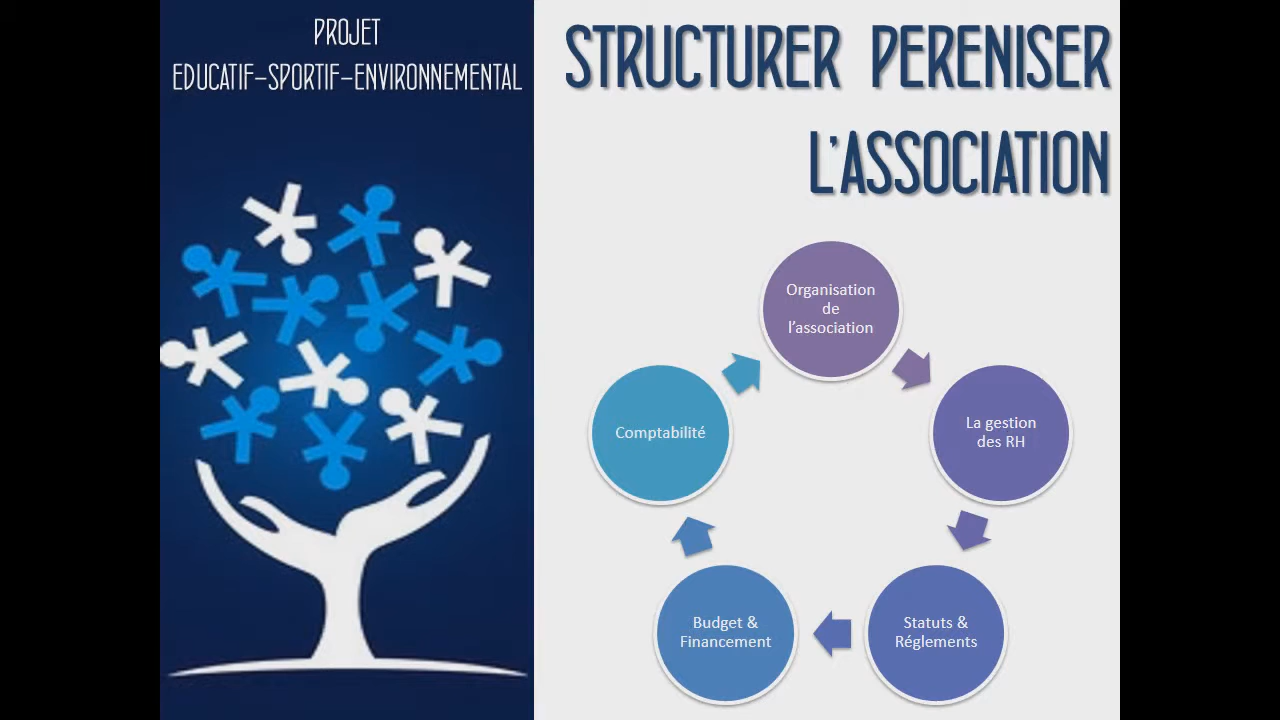 PROJET
EDUCATIF-SPORTIF-ENVIRONNEMENTAL
STRUCTURER PERENISER
L'ASSOCIATION
Organisation
de
l’association
La gestion
des RH
Statuts &
Réglements
Budget &
Financement
Comptabilité